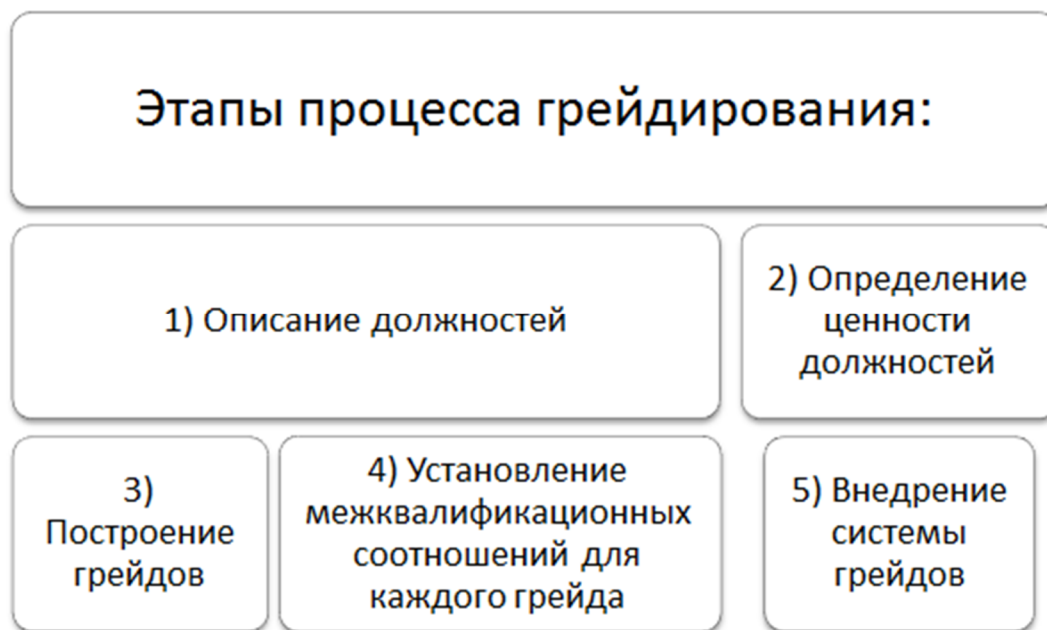 Этапы процесса грейдирования:
1) Описание должностей
2) Определение
ценности
должностей
3)
Построение
грейдов
4) Установление
межквалификационных
соотношений для
каждого грейда
5) Внедрение
системы
грейдов